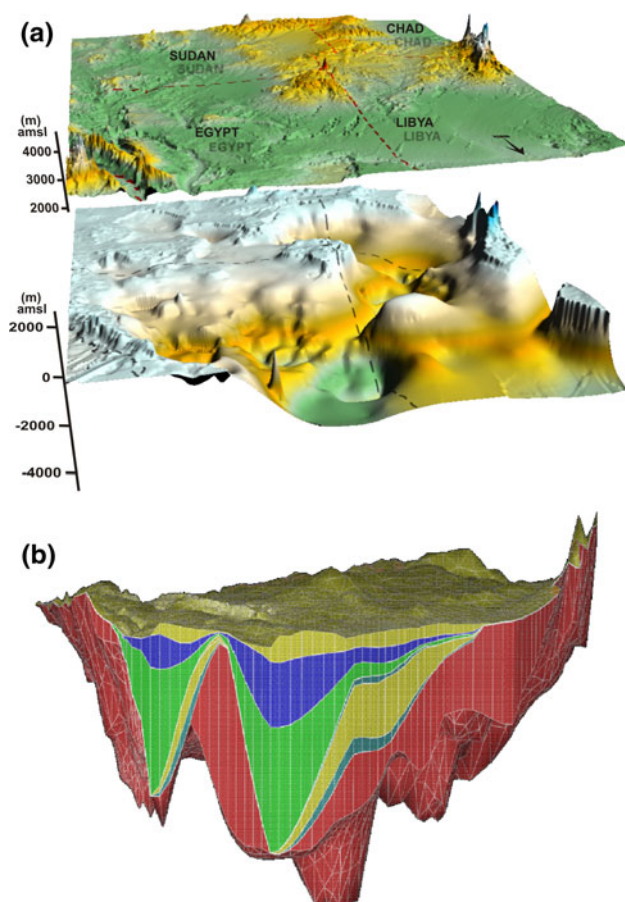 (a)
CHAD
CHAD
SUDAN
SUDAN
EGYPT
EGYPT
LIBYA
LIBYA
(m)
amsl
4000
3000
2000
(m)
amsl
2000
0
-2000
-4000
(b)